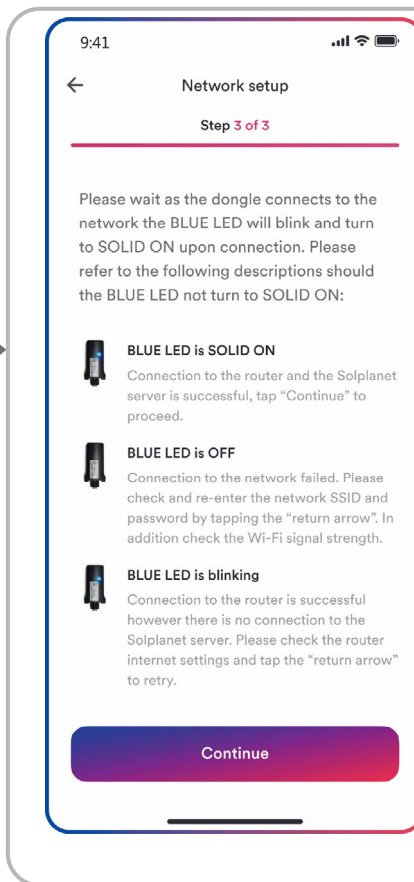 9:41
Network setup
Step 3 of 3
Please wait as the dongle connects to the
network the BLUE LED will blink and turn
to SOLID ON upon connection. Please
refer to the following descriptions should
the BLUE LED not turn to SOLID ON:
BLUE LED is SOLID ON
Connection to the router and the Solplanet
server is successful, tap “Continue” to
proceed.
BLUE LED is OFF
Connection to the network failed. Please
check and re-enter the network SSID and
password by tapping the “return arrow”. In
addition check the Wi-Fi signal strength.
BLUE LED is blinking
Connection to the router is successful
however there is no connection to the
Solplanet server. Please check the router
internet settings and tap the “return arrow”
to retry.
Continue